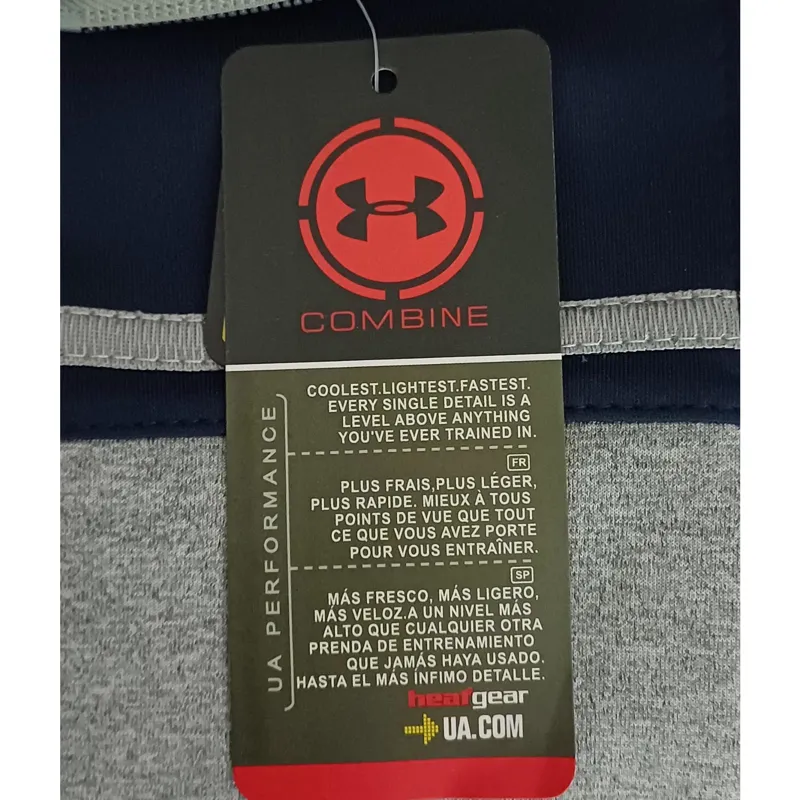 COMBINE
UA PERFORMANCE
COOLEST.LIGHTEST.FASTEST.
EVERY SINGLE DETAIL IS A
LEVEL ABOVE ANYTHING
YOU'VE EVER TRAINED IN.
FR
PLUS FRAIS,PLUS LÉGER,
PLUS RAPIDE. MIEUX À TOUS
POINTS DE VUE QUE TOUT
CE QUE VOUS AVEZ PORTE
POUR VOUS ENTRAÎNER.
SP
MÁS FRESCO, MÁS LIGERO,
MÁS VELOZ.A UN NIVEL MÁS
ALTO QUE CUALQUIER OTRA
PRENDA DE ENTRENAMIENTO
QUE JAMÁS HAYA USADO.
HASTA EL MÁS ÍNFIMO DETALLE.
heatgear
UA.COM